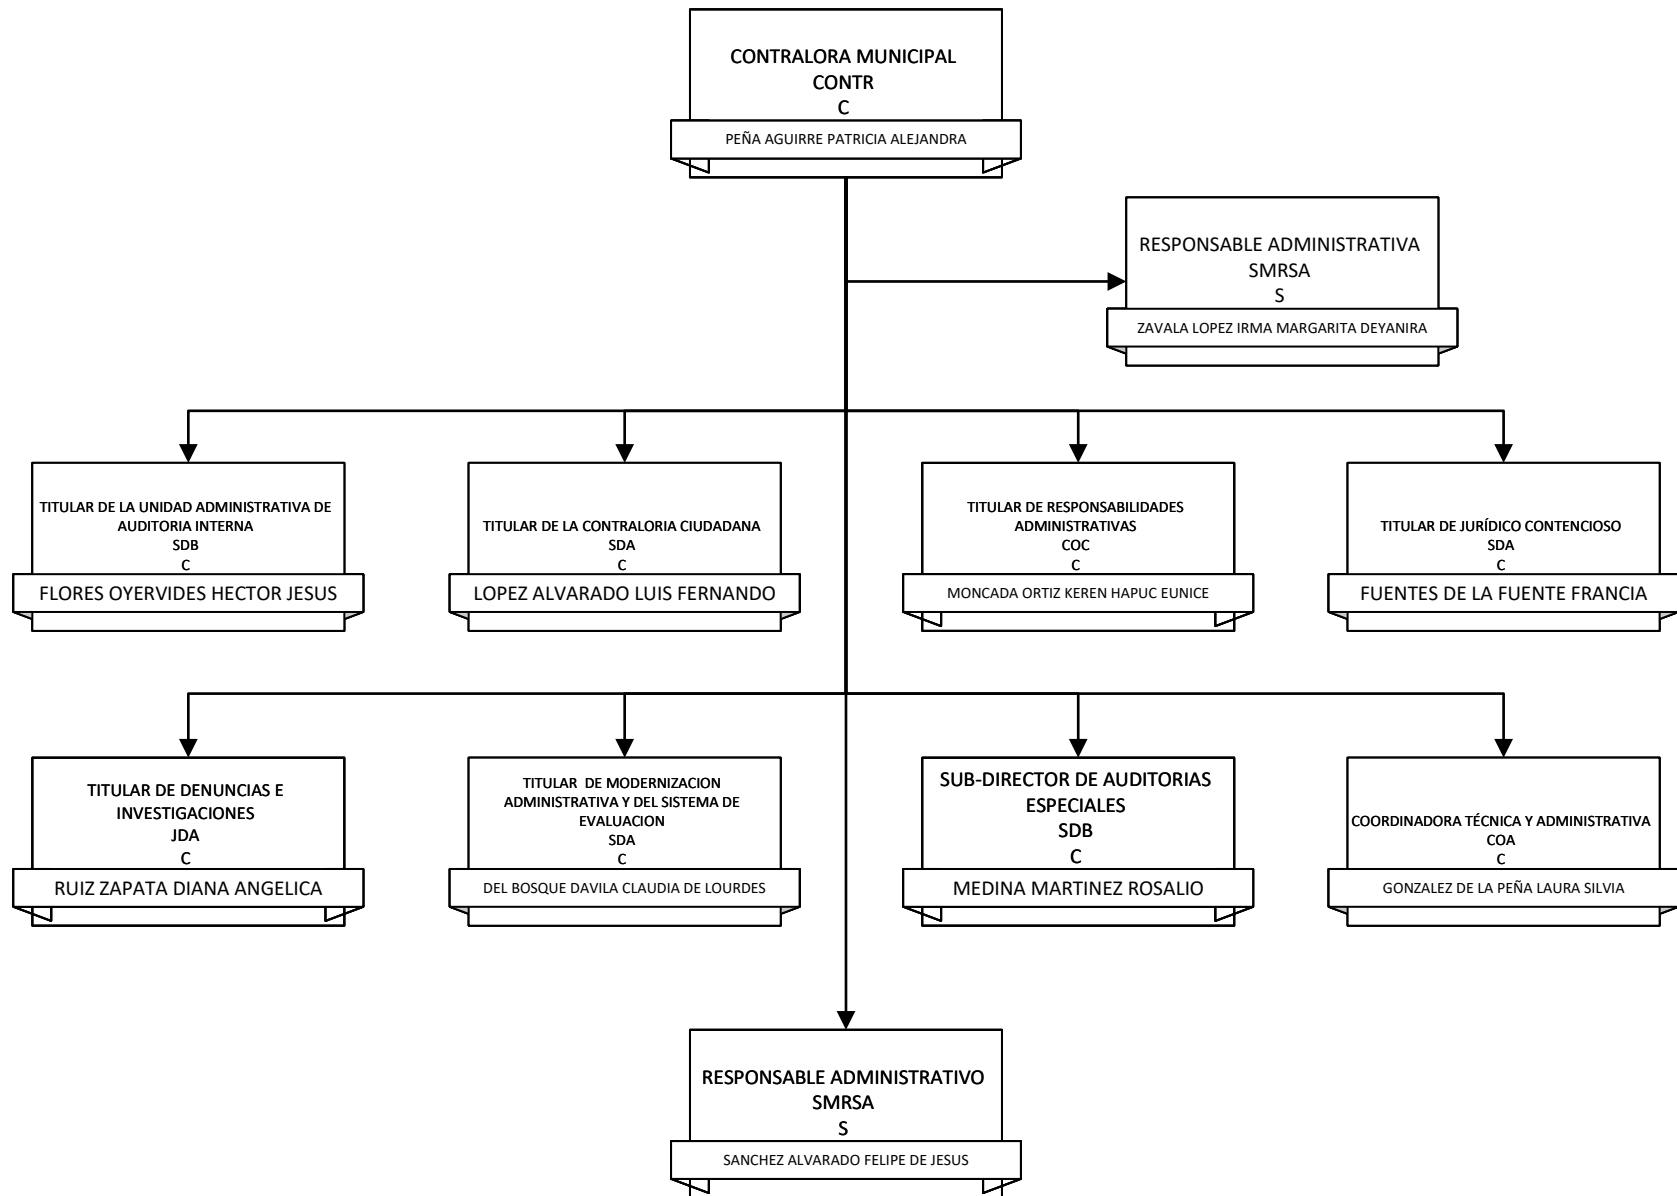 CONTRALORA MUNICIPAL
CONTR
C
PEÑA AGUIRRE PATRICIA ALEJANDRA
RESPONSABLE ADMINISTRATIVA
SMRSA
S
ZAVALA LOPEZ IRMA MARGARITA DEYANIRA
TITULAR DE LA UNIDAD ADMINISTRATIVA DE
AUDITORIA INTERNA
SDB
C
FLORES OYERVIDES HECTOR JESUS
TITULAR DE LA CONTRALORIA CIUDADANA
SDA
C
LOPEZ ALVARADO LUIS FERNANDO
TITULAR DE RESPONSABILIDADES
ADMINISTRATIVAS
COC
C
MONCADA ORTIZ KEREN HAPUC EUNICE
TITULAR DE JURÍDICO CONTENCIOSO
SDA
C
FUENTES DE LA FUENTE FRANCIA
TITULAR DE DENUNCIAS E
INVESTIGACIONES
JDA
C
RUIZ ZAPATA DIANA ANGELICA
TITULAR DE MODERNIZACION
ADMINISTRATIVA Y DEL SISTEMA DE
EVALUACION
SDA
C
DEL BOSQUE DAVILA CLAUDIA DE LOURDES
SUB-DIRECTOR DE AUDITORIAS
ESPECIALES
SDB
C
MEDINA MARTINEZ ROSALIO
COORDINADORA TÉCNICA Y ADMINISTRATIVA
COA
C
GONZALEZ DE LA PEÑA LAURA SILVIA
RESPONSABLE ADMINISTRATIVO
SMRSA
S
SANCHEZ ALVARADO FELIPE DE JESUS